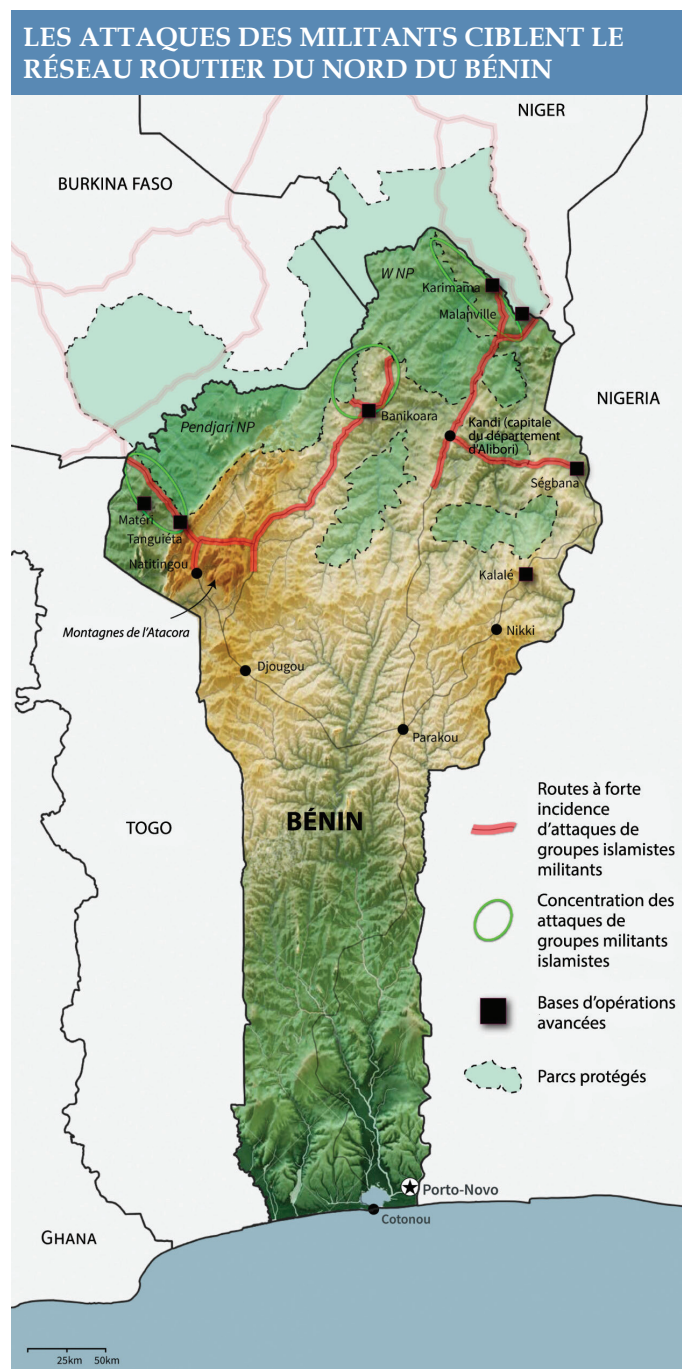 LES ATTAQUES DES MILITANTS CIBLENT LE
RÉSEAU ROUTIER DU NORD DU BÉNIN
NIGER
BURKINA FASO
W NP
Karimama
Malanville
NIGERIA
Banikoara
Kandi (capitale
du département
d'Alibori)
Pendjari NP
Ségbana
Matéri
Tanguiéta
Natitingou
Kalalé
Montagnes de l'Atacora
Nikki
Djougou
Parakou
TOGO
BÉNIN
Routes à forte
incidence
d'attaques de
groupes islamistes
militants
Concentration des
attaques de
groupes militants
islamistes
Bases d'opérations
avancées
Parcs protégés
Porto-Novo
Cotonou
GHANA
25km 50km